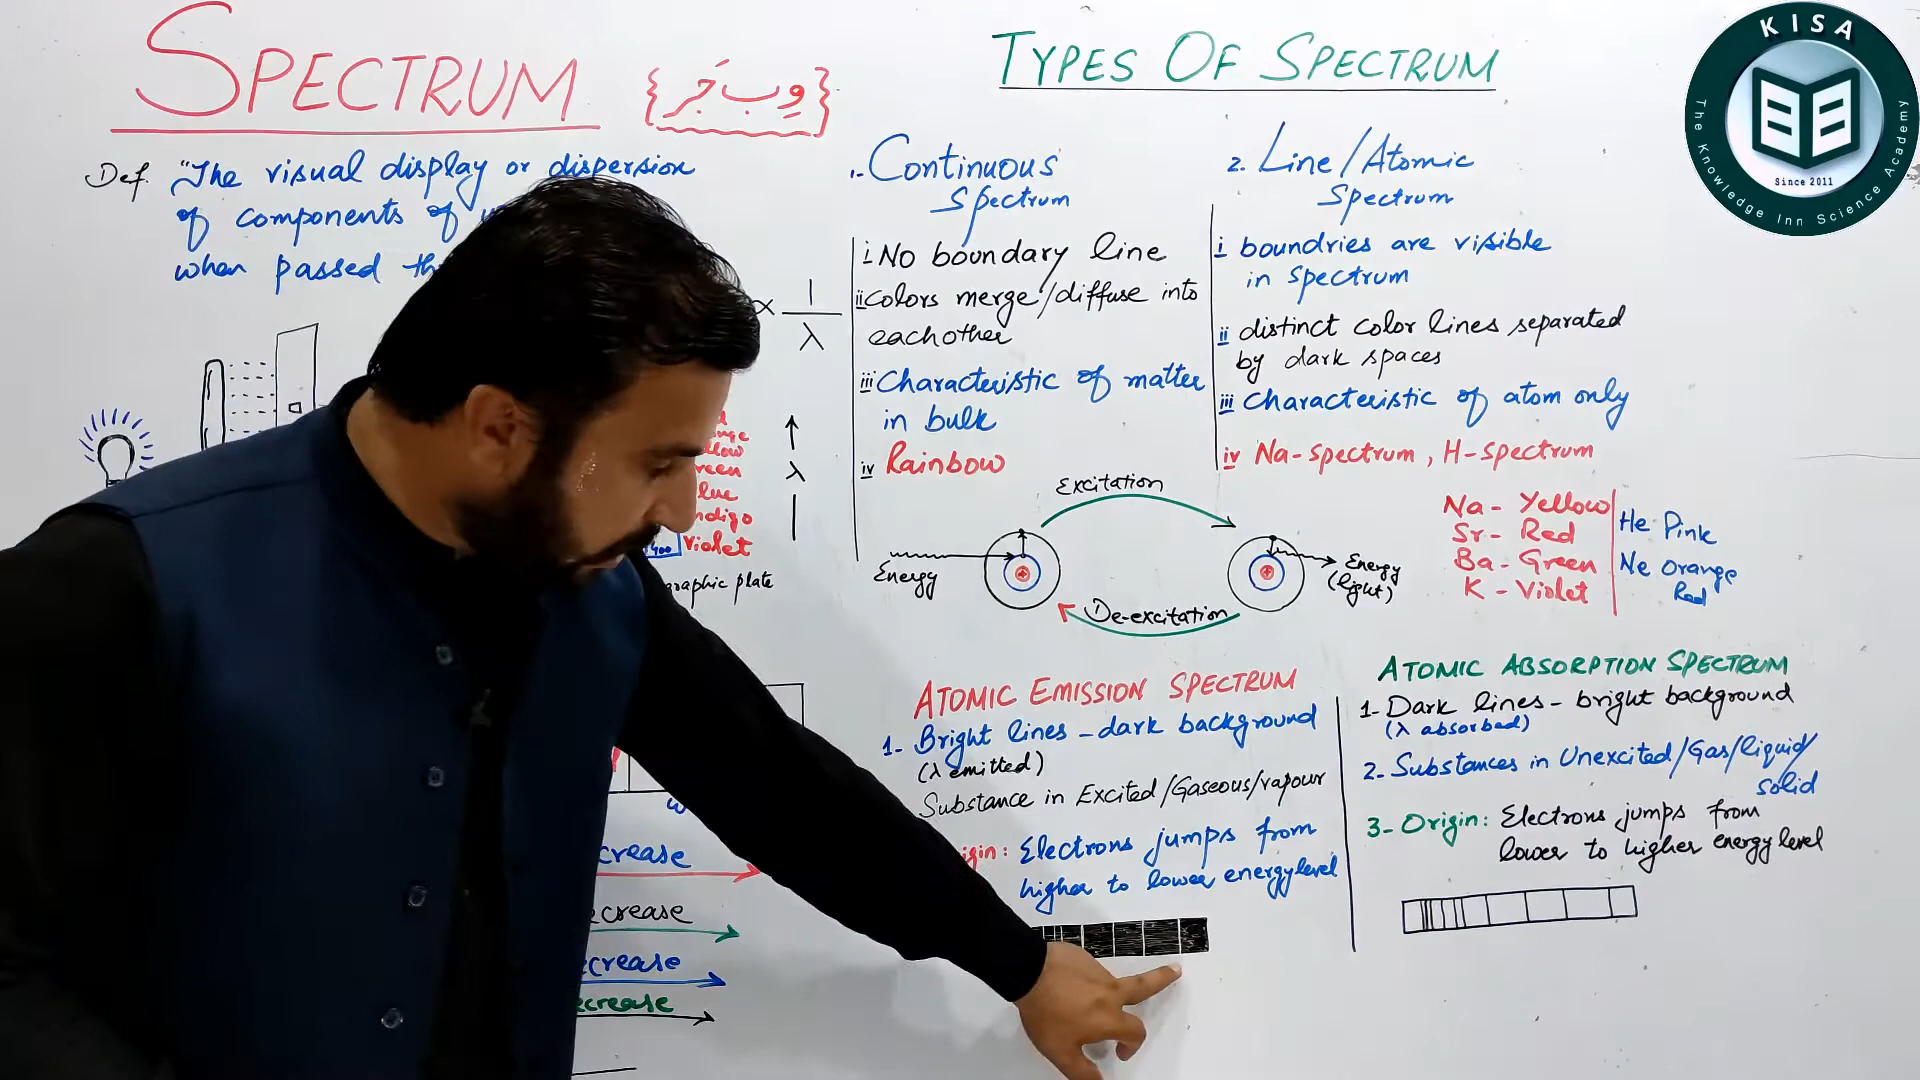 SPECTRUM
Def. "The visual display or dispersion
of components of
when passed
∝ 1/λ
λ
Violet
400
graphic plate
TYPES OF SPECTRUM
1.- Continuous
Spectrum
i No boundary line
ii colors merge/diffuse into
eachother
iii Characteristic of matter
in bulk
iv Rainbow
2. Line/Atomic
Spectrum
i boundries are visible
in spectrum
ii distinct color lines separated
by dark spaces
iii Characteristic of atom only
iv Na-spectrum, H-spectrum
Na - Yellow
Sr - Red
Ba - Green
K - Violet
He Pink
Ne Orange
Red
Excitation
Energy
Energy
(light)
De-excitation
ATOMIC EMISSION SPECTRUM
1- Bright lines - dark background
(λ emitted)
Substance in Excited/Gaseous/vapour
Electrons jumps from
higher to lower energy level
ATOMIC ABSORPTION SPECTRUM
1- Dark lines - bright background
(λ absorbed)
2- Substances in Unexcited/Gas/liquid/
solid
3- Origin: Electrons jumps from
lower to higher energy level
KISA
The Knowledge Inn Science Academy
Since 2011